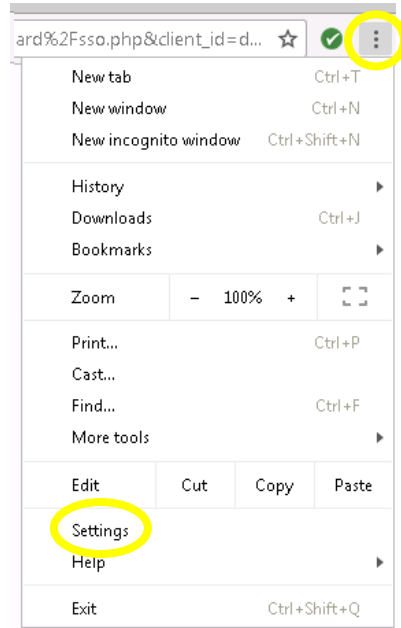 ard%2Fsso.php&client_id=d...
New tab Ctrl+T
New window Ctrl+N
New incognito window Ctrl+Shift+N
History
Downloads Ctrl+J
Bookmarks
Zoom – 100% +
Print... Ctrl+P
Cast...
Find... Ctrl+F
More tools
Edit Cut Copy Paste
Settings
Help
Exit Ctrl+Shift+Q